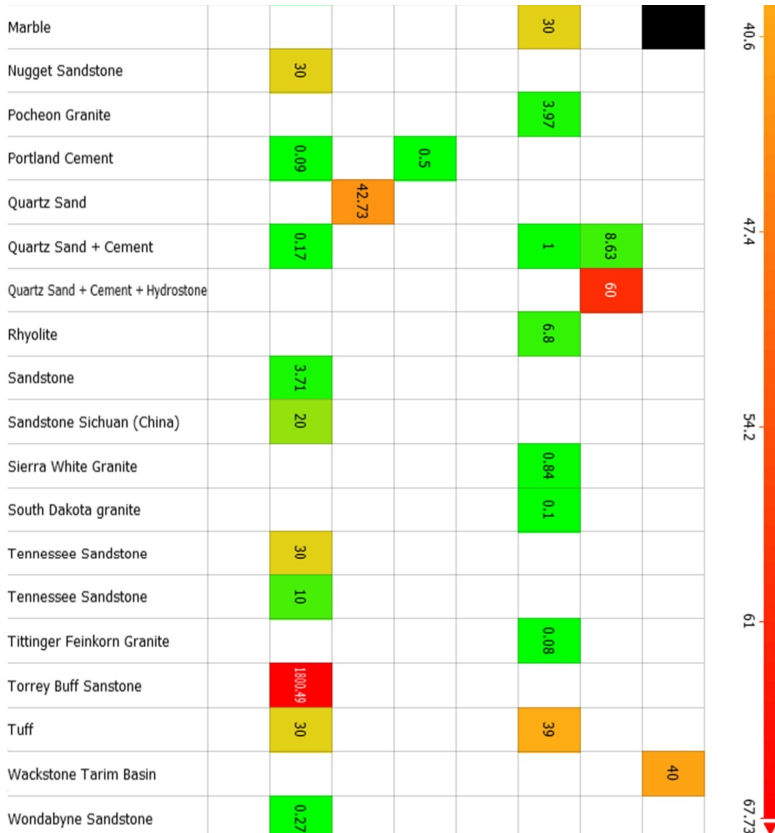 Marble 30
Nugget Sandstone 30
Pocheon Granite 3.97
Portland Cement 0.09 0.5
Quartz Sand 42.73
Quartz Sand + Cement 0.17 1 8.63
Quartz Sand + Cement + Hydrostone 60
Rhyolite 6.8
Sandstone 3.71
Sandstone Sichuan (China) 20
Sierra White Granite 0.84
South Dakota granite 0.1
Tennessee Sandstone 30
Tennessee Sandstone 10
Tittinger Feinkorn Granite 0.08
Torrey Buff Sanstone 1800.49
Tuff 30 39
Wackstone Tarim Basin 40
Wondabyne Sandstone 0.27
40.6
47.4
54.2
61
67.73